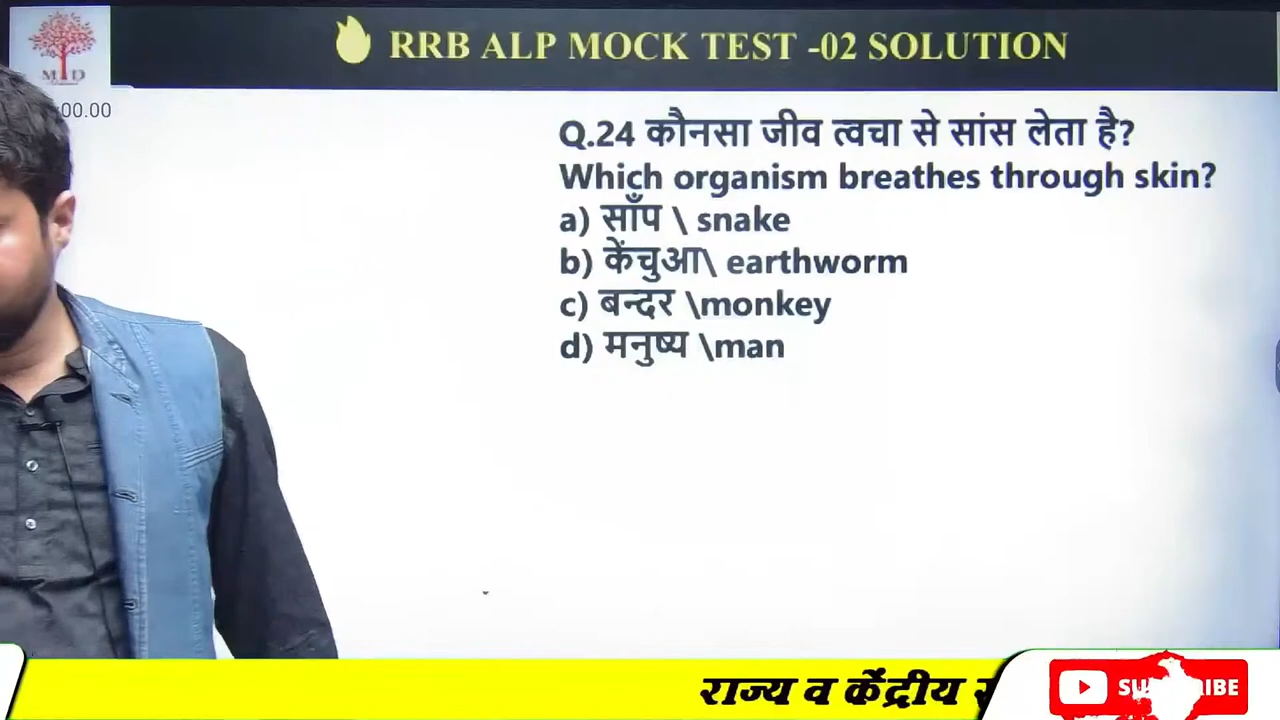 RRB ALP MOCK TEST -02 SOLUTION
M D
:00.00
Q.24 कौनसा जीव त्वचा से सांस लेता है?
Which organism breathes through skin?
a) साँप \ snake
b) केंचुआ\ earthworm
c) बन्दर \monkey
d) मनुष्य \man
राज्य व केंद्रीय